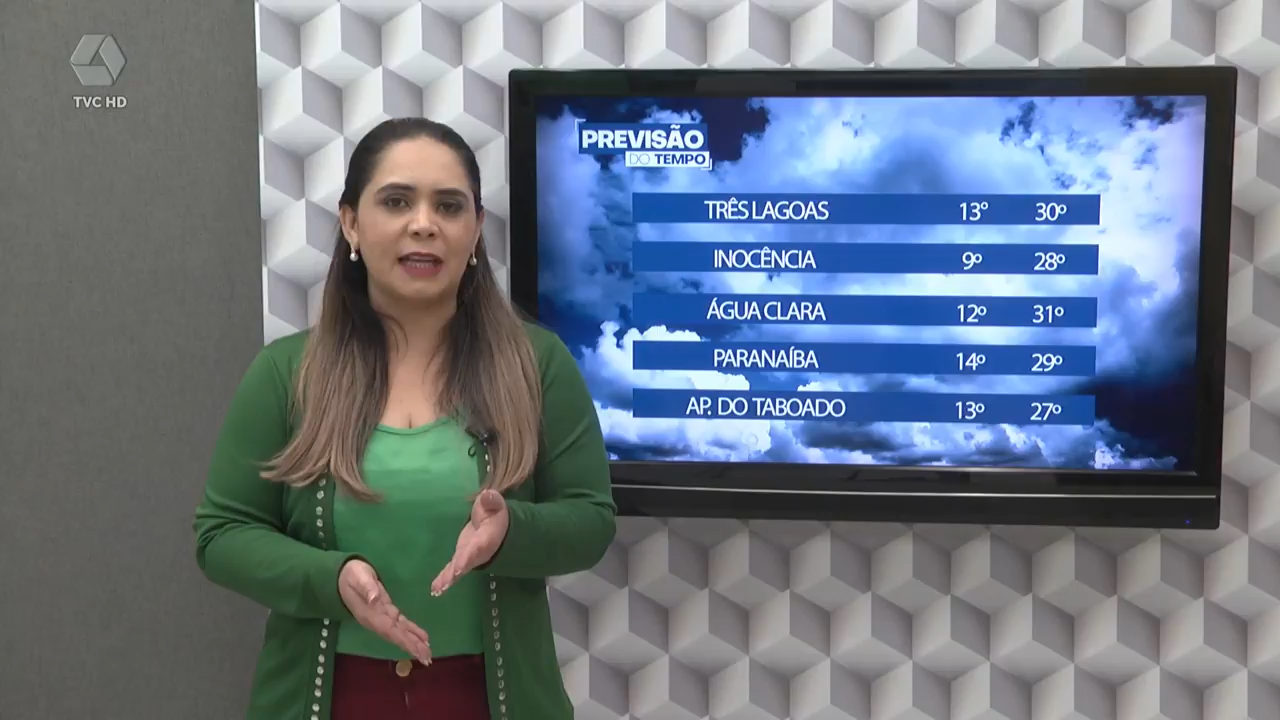 TVC HD
PREVISÃO
DO TEMPO
TRÊS LAGOAS 13° 30º
INOCÊNCIA 9º 28º
ÁGUA CLARA 12º 31º
PARANAÍBA 14º 29º
AP. DO TABOADO 13º 27º